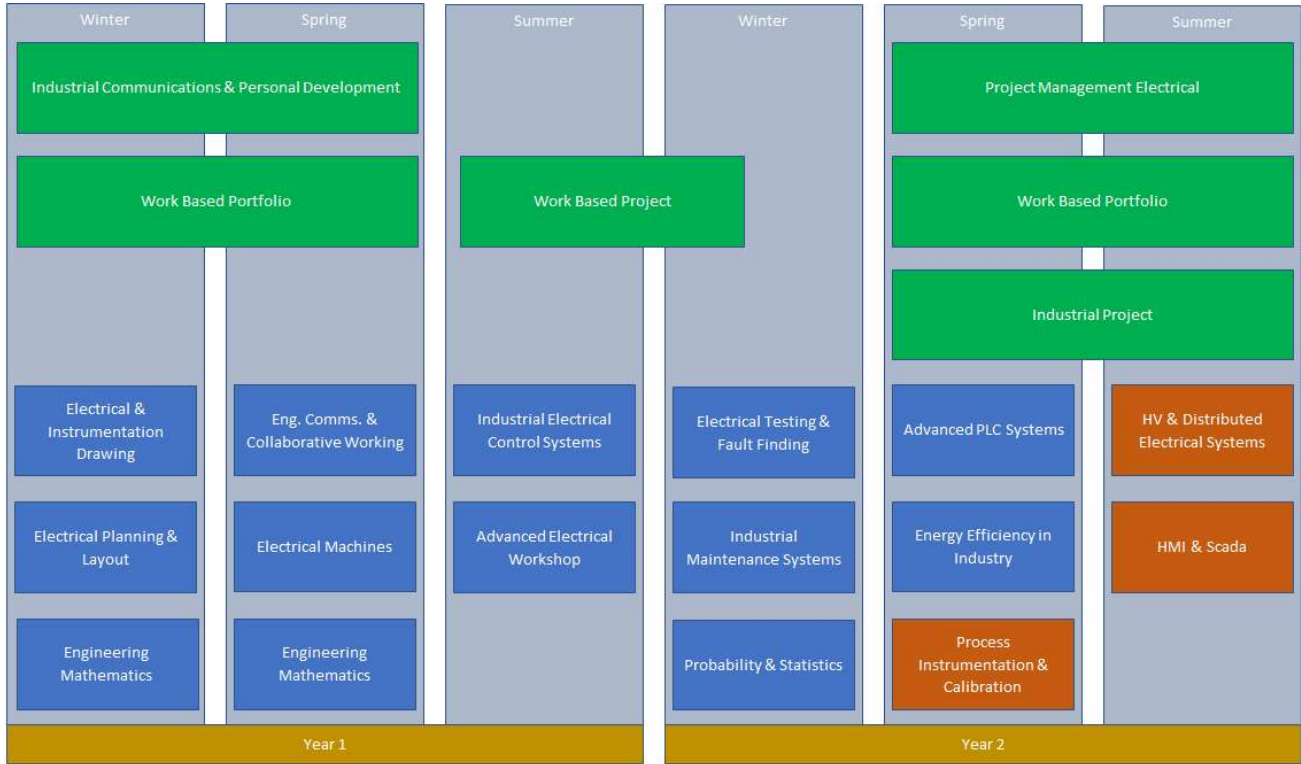 Winter
Spring
Summer
Winter
Spring
Summer
Industrial Communications & Personal Development
Project Management Electrical
Work Based Portfolio
Work Based Project
Work Based Portfolio
Industrial Project
Electrical &
Instrumentation
Drawing
Eng. Comms. &
Collaborative Working
Industrial Electrical
Control Systems
Electrical Testing &
Fault Finding
Advanced PLC Systems
HV & Distributed
Electrical Systems
Electrical Planning &
Layout
Electrical Machines
Advanced Electrical
Workshop
Industrial
Maintenance Systems
Energy Efficiency in
Industry
HMI & Scada
Engineering
Mathematics
Engineering
Mathematics
Probability & Statistics
Process
Instrumentation &
Calibration
Year 1
Year 2